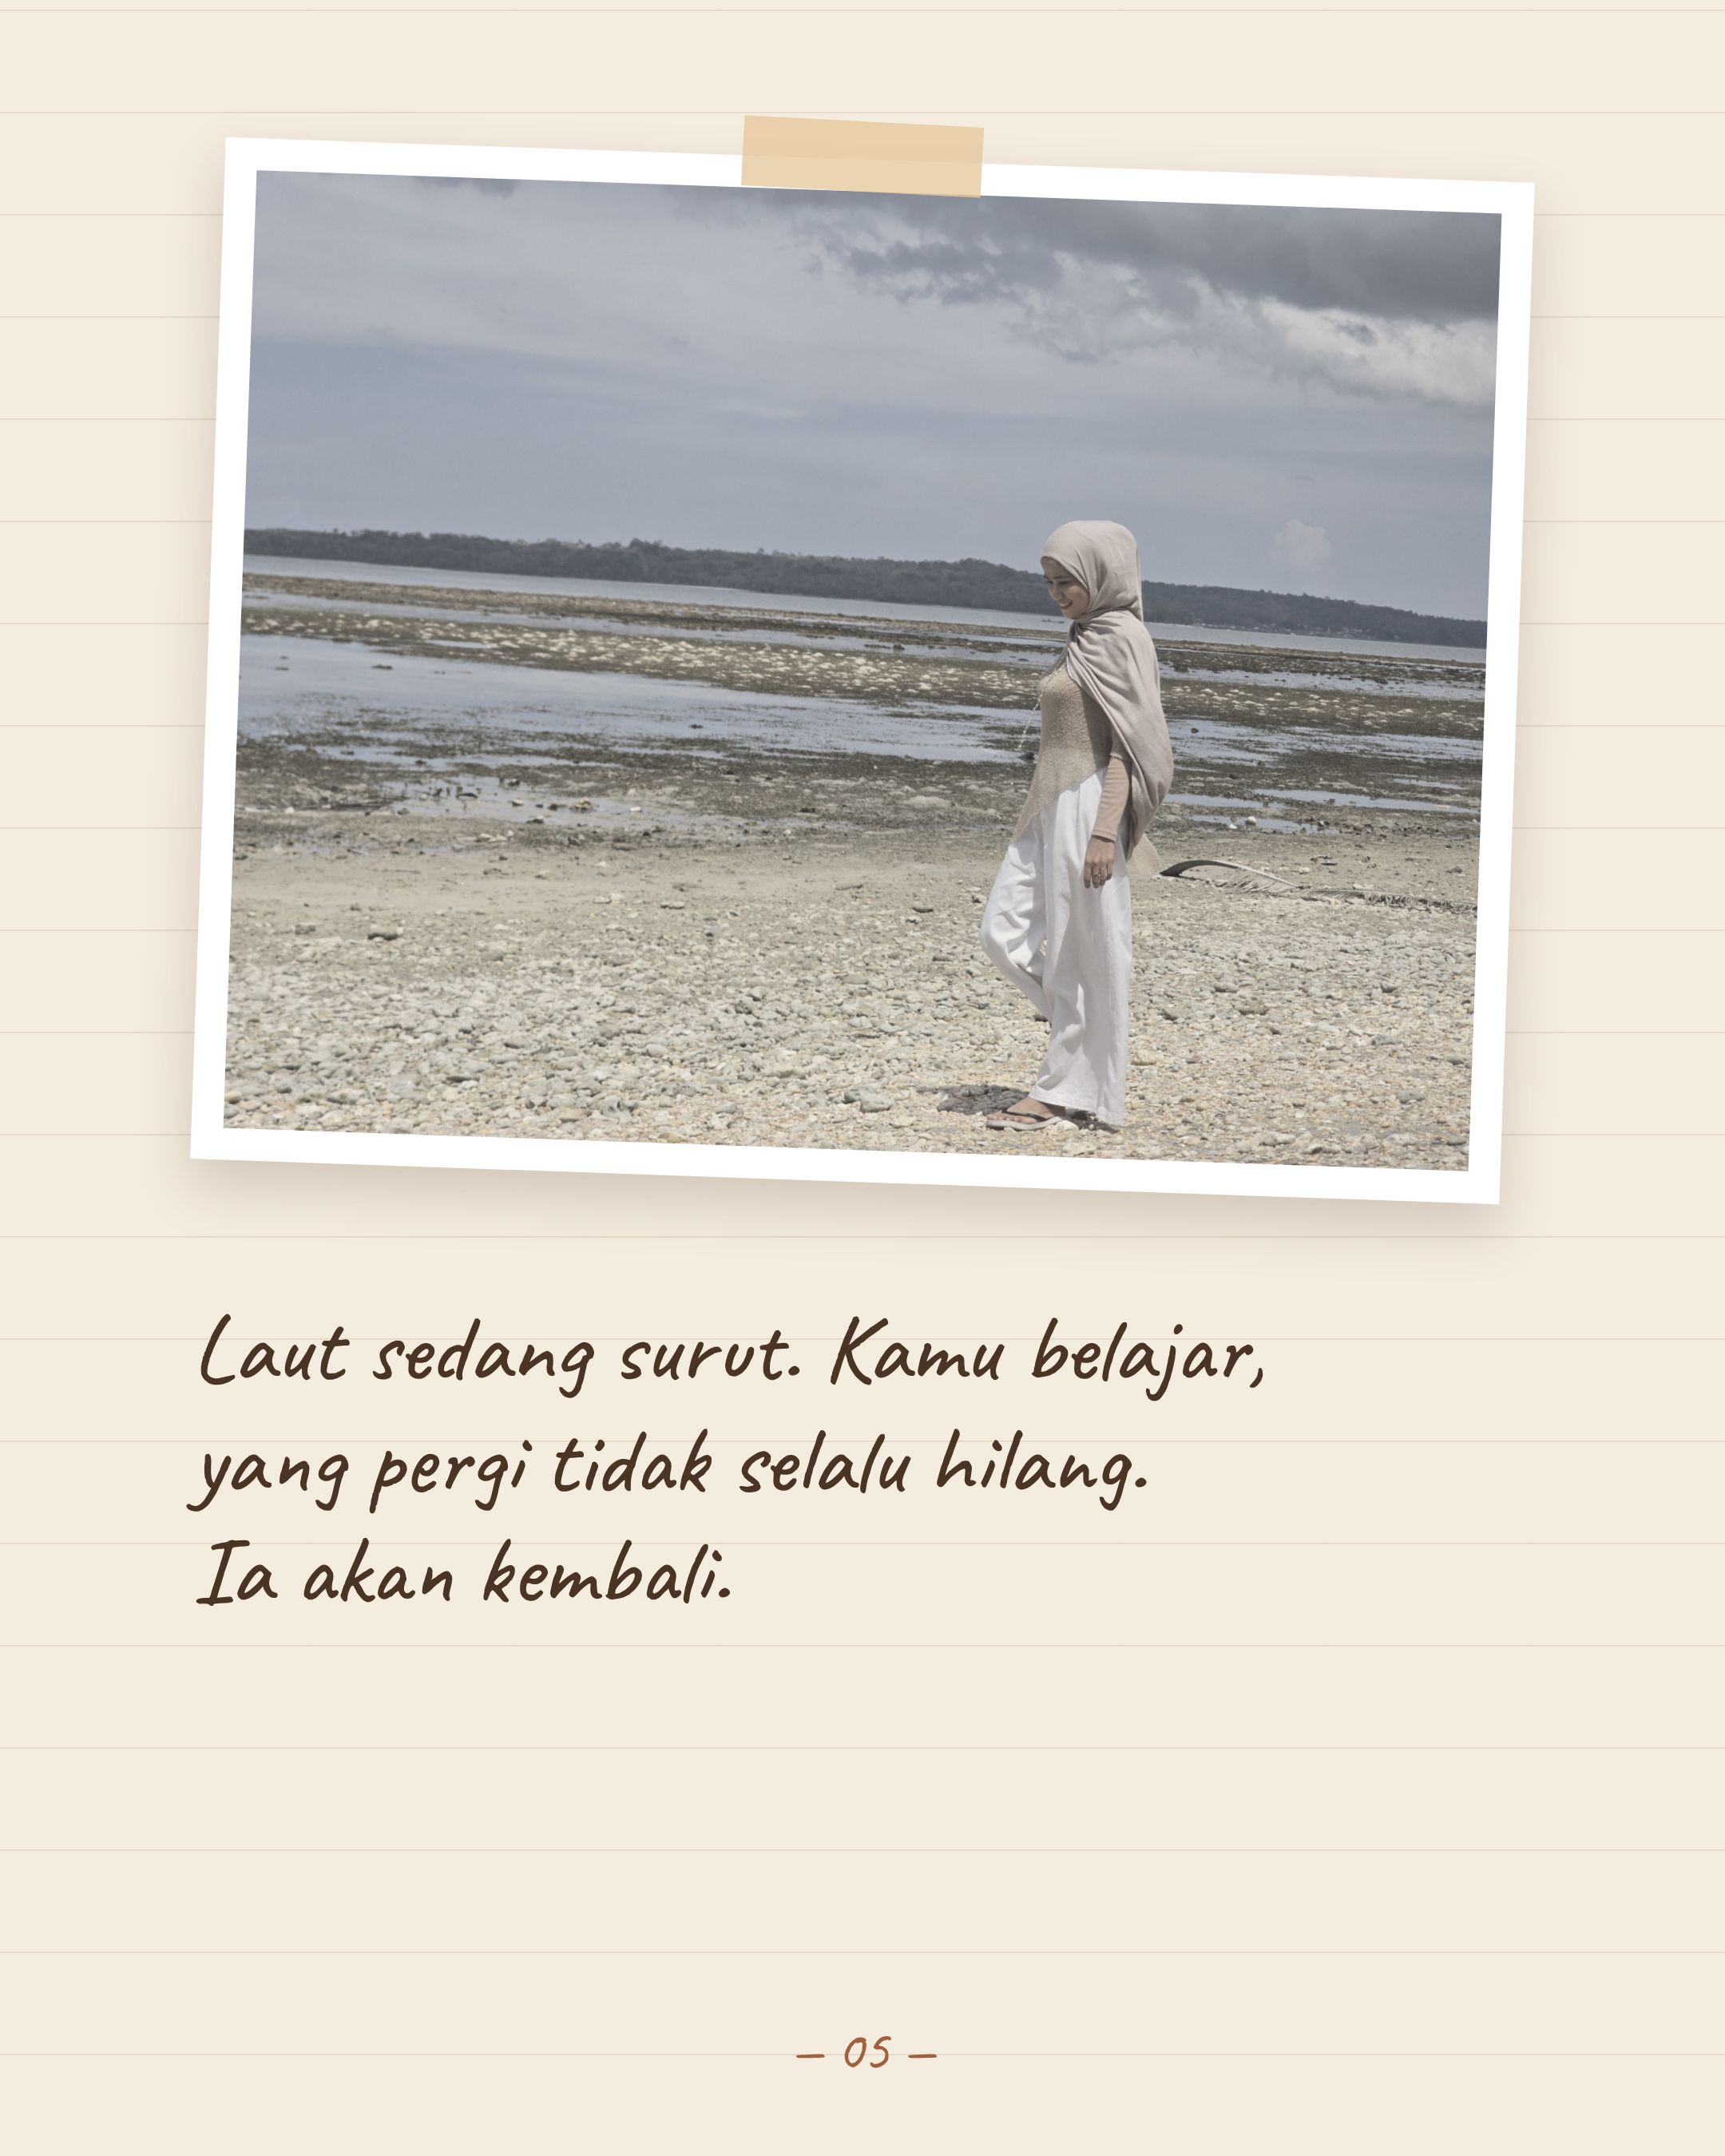 Laut sedang surut. Kamu belajar,
yang pergi tidak selalu hilang.
Ia akan kembali.
— 05 —